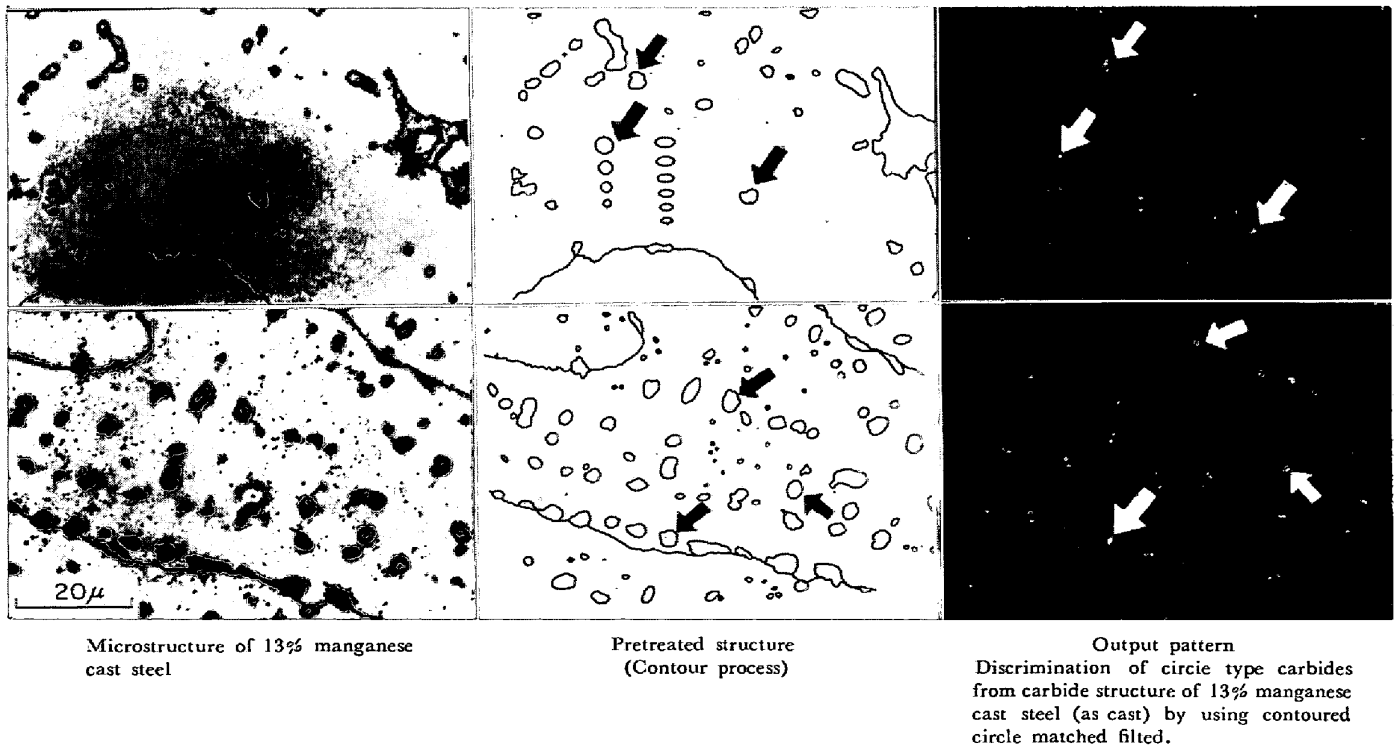 20μ
Microstructure of 13% manganese
cast steel
Pretreated structure
(Contour process)
Output pattern
Discrimination of circie type carbides
from carbide structure of 13% manganese
cast steel (as cast) by using contoured
circle matched filted.